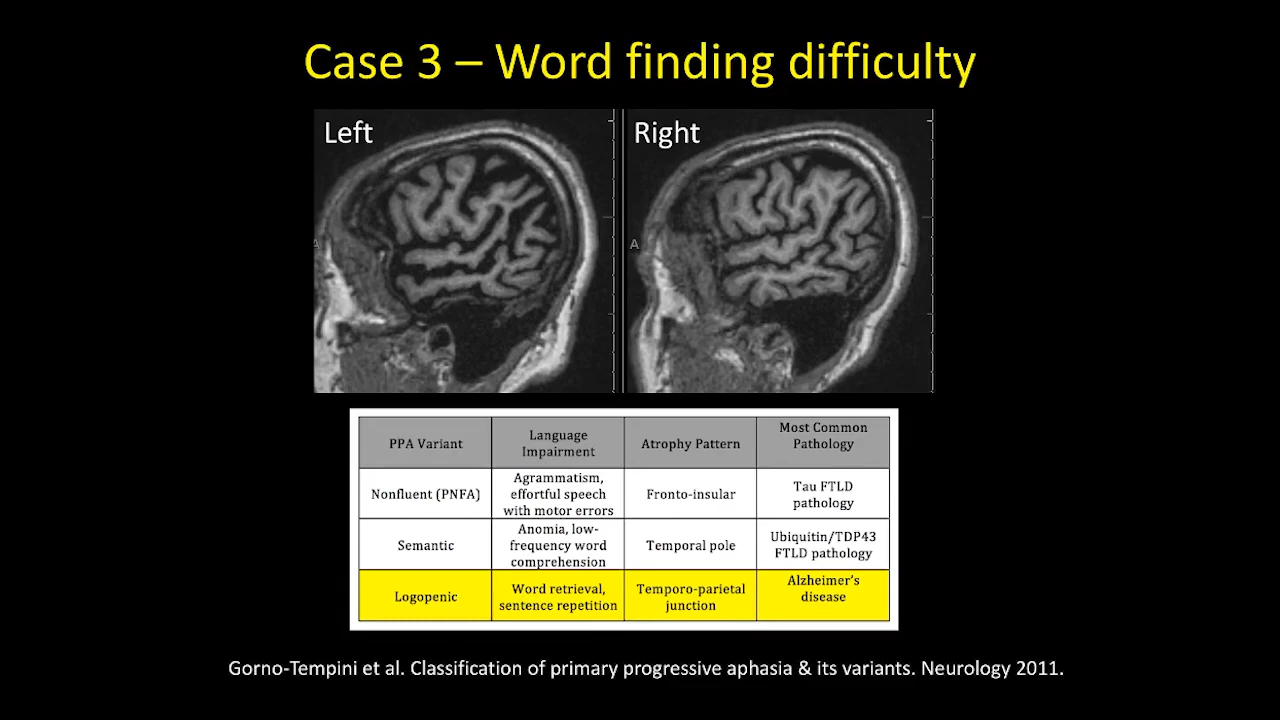 Case 3 – Word finding difficulty
Left
Right
A
A
PPA Variant
Language
Impairment
Atrophy Pattern
Most Common
Pathology
Nonfluent (PNFA)
Agrammatism,
effortful speech
with motor errors
Fronto-insular
Tau FTLD
pathology
Semantic
Anomia, low-
frequency word
comprehension
Temporal pole
Ubiquitin/TDP43
FTLD pathology
Logopenic
Word retrieval,
sentence repetition
Temporo-parietal
junction
Alzheimer's
disease
Gorno-Tempini et al. Classification of primary progressive aphasia & its variants. Neurology 2011.